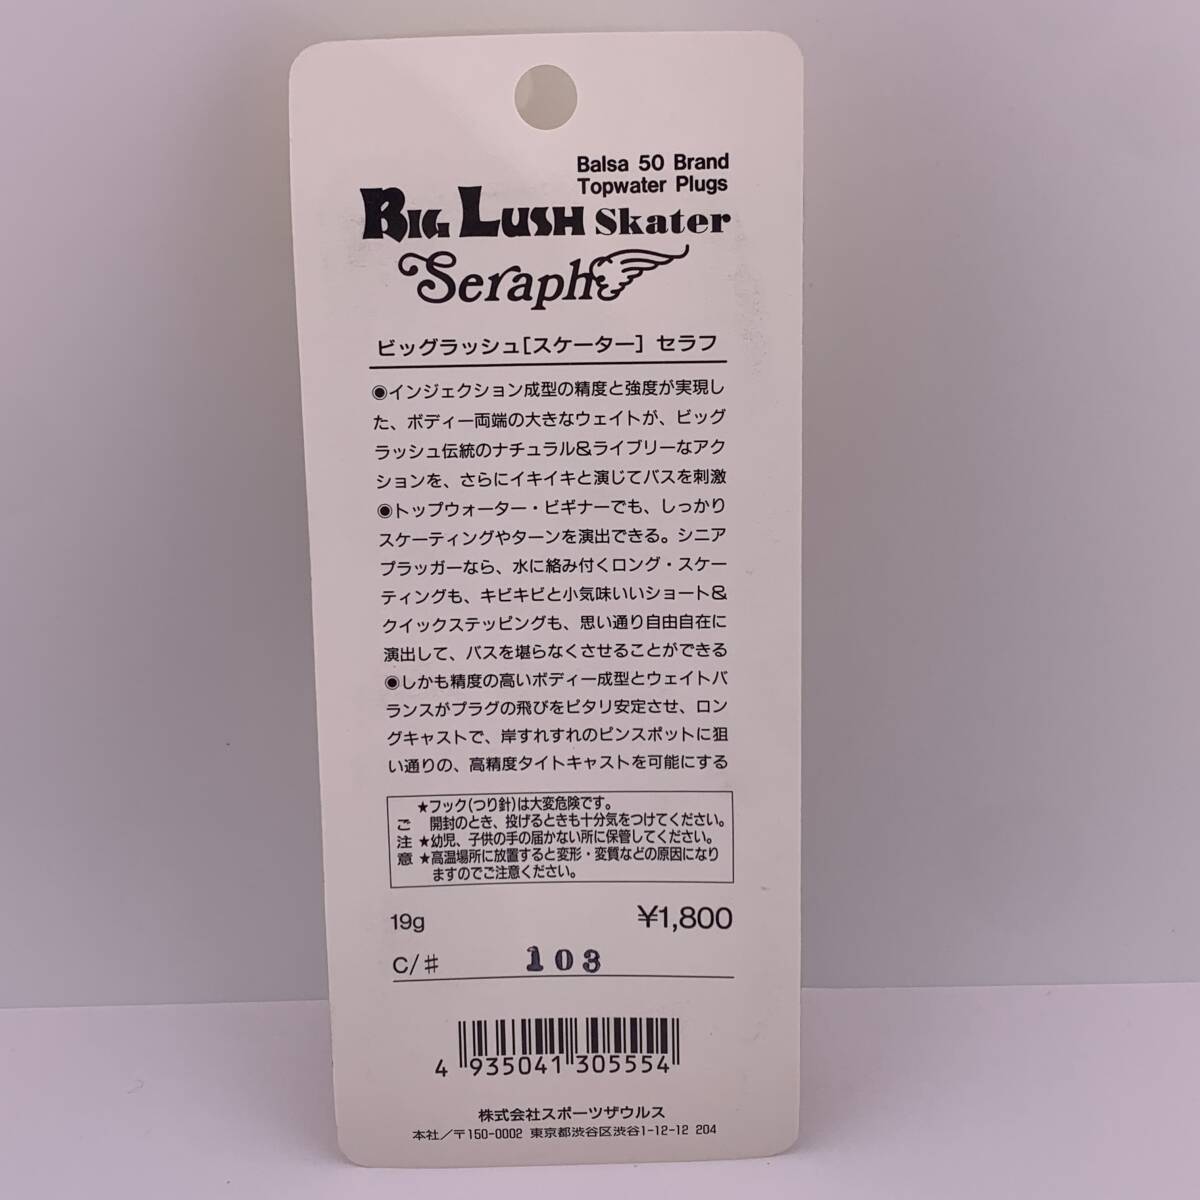 Balsa 50 Brand
Topwater Plugs
BIG LUSH Skater
Seraph
ビッグラッシュ[スケーター] セラフ
◉インジェクション成型の精度と強度が実現し
た、ボディー両端の大きなウェイトが、ビッグ
ラッシュ伝統のナチュラル&ライブリーなアク
ションを、さらにイキイキと演じてバスを刺激
◉トップウォーター・ビギナーでも、しっかり
スケーティングやターンを演出できる。シニア
プラッガーなら、水に絡み付くロング・スケー
ティングも、キビキビと小気味いいショート&
クイックステッピングも、思い通り自由自在に
演出して、バスを堪らなくさせることができる
◉しかも精度の高いボディー成型とウェイトバ
ランスがプラグの飛びをピタリ安定させ、ロン
グキャストで、岸すれすれのピンスポットに狙
い通りの、高精度タイトキャストを可能にする
ご注意
★フック(つり針)は大変危険です。
開封のとき、投げるときも十分気をつけてください。
★幼児、子供の手の届かない所に保管してください。
★高温場所に放置すると変形・変質などの原因になり
ますのでご注意ください。
19g ¥1,800
C/# 103
4 935041 305554
株式会社スポーツザウルス
本社/〒150-0002 東京都渋谷区渋谷1-12-12 204